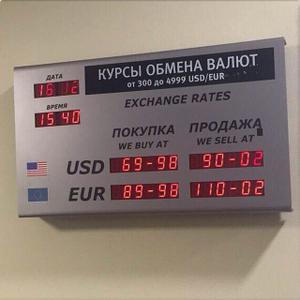 ДАТА
КУРСЫ ОБМЕНА ВАЛЮТ
16 02
от 300 до 4999 USD/EUR
ВРЕМЯ
EXCHANGE RATES
15 40
ПОКУПКА ПРОДАЖА
WE BUY AT WE SELL AT
USD 69-98 90-02
EUR 89-98 110-02